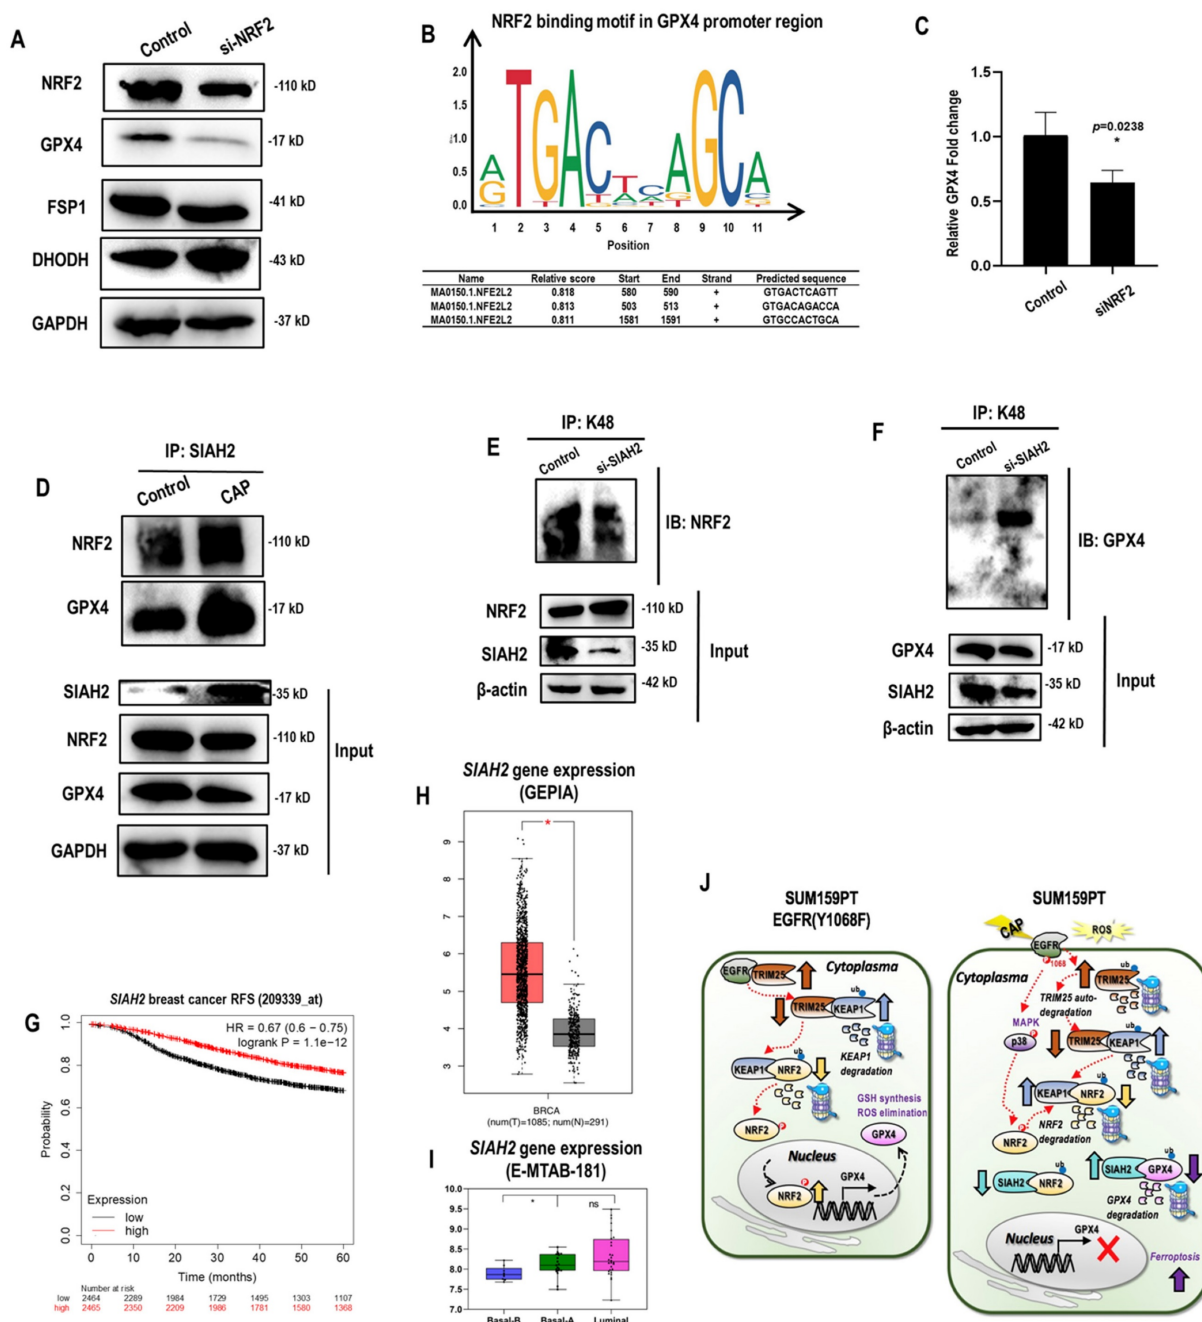 A
Control
si-NRF2
NRF2
-110 kD
GPX4
-17 kD
FSP1
-41 kD
DHODH
-43 kD
GAPDH
-37 kD
B
NRF2 binding motif in GPX4 promoter region
2.0
1.5
1.0
0.5
0.0
1 2 3 4 5 6 7 8 9 10 11
Position
Name Relative score Start End Strand Predicted sequence
MA0150.1.NFE2L2 0.818 580 590 + GTGACTCAGTT
MA0150.1.NFE2L2 0.813 503 513 + GTGACAGACCA
MA0150.1.NFE2L2 0.811 1581 1591 + GTGCCACTGCA
C
Relative GPX4 Fold change
1.5
1.0
0.5
0.0
p=0.0238
*
Control
siNRF2
D
IP: SIAH2
Control
CAP
NRF2
-110 kD
GPX4
-17 kD
SIAH2
-35 kD
NRF2
-110 kD
GPX4
-17 kD
GAPDH
-37 kD
Input
E
IP: K48
Control
si-SIAH2
IB: NRF2
NRF2
-110 kD
SIAH2
-35 kD
β-actin
-42 kD
Input
F
IP: K48
Control
si-SIAH2
IB: GPX4
GPX4
-17 kD
SIAH2
-35 kD
β-actin
-42 kD
Input
G
SIAH2 breast cancer RFS (209339_at)
HR = 0.67 (0.6 − 0.75)
logrank P = 1.1e−12
Probability
1.0
0.8
0.6
0.4
0.2
0.0
Expression
low
high
0 10 20 30 40 50 60
Time (months)
Number at risk
low 2464 2289 1984 1729 1495 1303 1107
high 2465 2350 2209 1986 1781 1580 1368
H
SIAH2 gene expression
(GEPIA)
*
9
8
7
6
5
4
3
BRCA
(num(T)=1085; num(N)=291)
I
SIAH2 gene expression
(E-MTAB-181)
10.0
9.5
9.0
8.5
8.0
7.5
7.0
*
ns
Basal-B Basal-A Luminal
J
SUM159PT
EGFR(Y1068F)
EGFR
TRIM25
Cytoplasma
TRIM25
KEAP1
ub
KEAP1
degradation
KEAP1
NRF2
ub
NRF2
P
GSH synthesis
ROS elimination
GPX4
Nucleus
NRF2
P
GPX4
SUM159PT
CAP
ROS
EGFR
P
1068
Cytoplasma
ub
TRIM25
TRIM25 auto-
degradation
MAPK
p38
P
TRIM25
KEAP1
ub
KEAP1
NRF2
ub
NRF2
P
NRF2
degradation
SIAH2
NRF2
ub
SIAH2
GPX4
ub
GPX4
degradation
Nucleus
GPX4
Ferroptosis